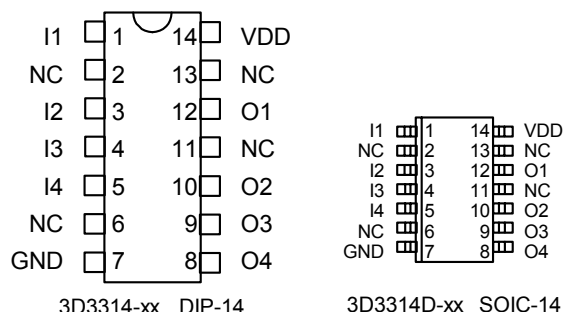 I1 1 14 VDD
NC 2 13 NC
I2 3 12 O1
I3 4 11 NC
I4 5 10 O2
NC 6 9 O3
GND 7 8 O4
3D3314-xx DIP-14
I1 1 14 VDD
NC 2 13 NC
I2 3 12 O1
I3 4 11 NC
I4 5 10 O2
NC 6 9 O3
GND 7 8 O4
3D3314D-xx SOIC-14